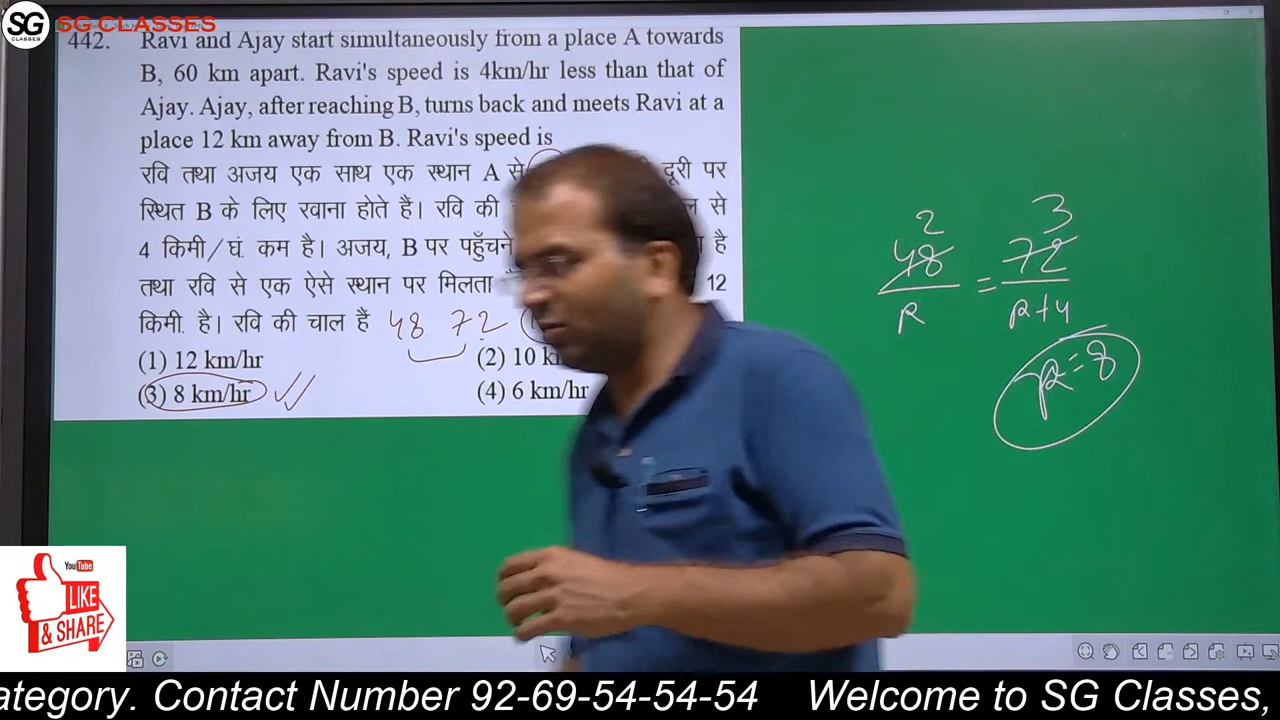 SG
CLASSES
SG CLASSES
442. Ravi and Ajay start simultaneously from a place A towards
B, 60 km apart. Ravi's speed is 4km/hr less than that of
Ajay. Ajay, after reaching B, turns back and meets Ravi at a
place 12 km away from B. Ravi's speed is
रवि तथा अजय एक साथ एक स्थान A से दूरी पर
स्थित B के लिए रवाना होते है। रवि की से
4 किमी/घं. कम है। अजय, B पर पहुँचने है
तथा रवि से एक ऐसे स्थान पर मिलता 12
किमी. है। रवि की चाल है 48 72
(1) 12 km/hr (2) 10
(3) 8 km/hr (4) 6 km/hr
2 3
48 = 72
R R+4
R=8
YouTube
LIKE
& SHARE
ategory. Contact Number 92-69-54-54-54 Welcome to SG Classes,